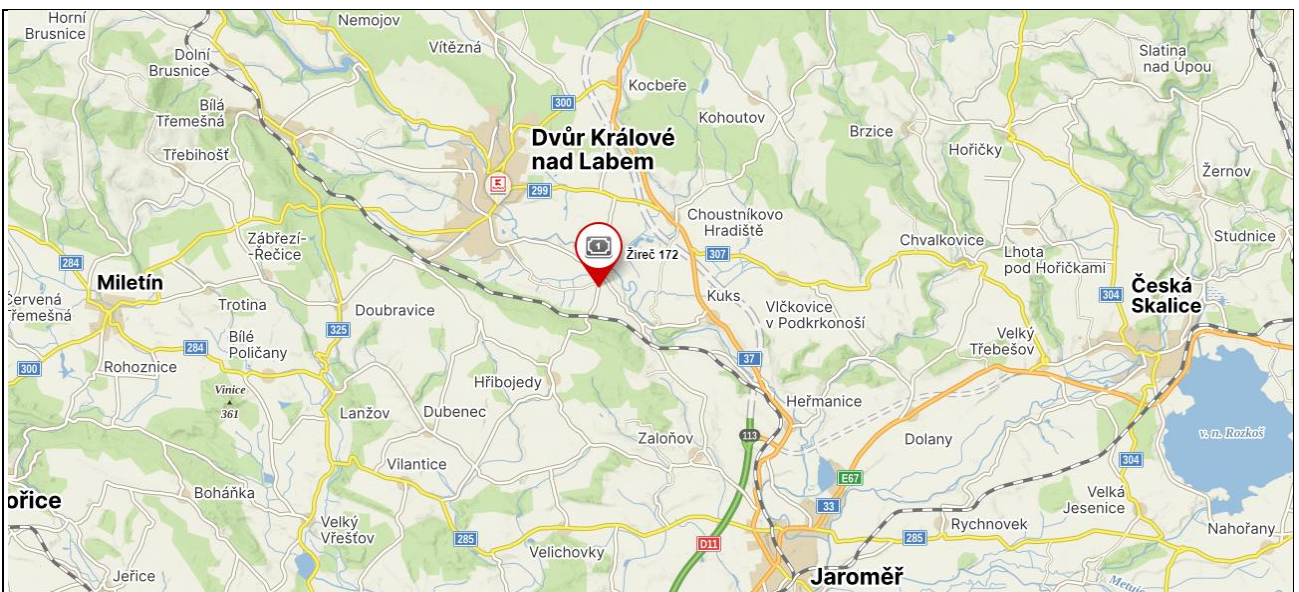 Horní
Brusnice
Nemojov
Dolní
Brusnice
Vítězná
Slatina
nad Úpou
Kocbeře
300
Bílá
Třemešná
Kohoutov
Brzice
Dvůr Králové
nad Labem
Třebihošť
Hořičky
Žernov
299
Choustníkovo
Hradiště
Zábřezí-
-Řečice
Chvalkovice
Studnice
1
Žireč 172
307
Lhota
pod Hořičkami
284
Miletín
Česká
Skalice
304
Kuks
Červená
Třemešná
Trotina
Doubravice
Vlčkovice
v Podkrkonoší
325
Bílé
Poličany
Velký
Třebešov
284
37
300
Rohoznice
Hřibojedy
Vinice
361
Lanžov
Dubenec
Heřmanice
Zaloňov
113
Dolany
v. n. Rozkoš
Vilantice
304
E67
Boháňka
ořice
33
Velká
Jesenice
Velký
Vřešťov
Rychnovek
Nahořany
285
D11
285
Velichovky
Jeřice
Jaroměř
Metuje